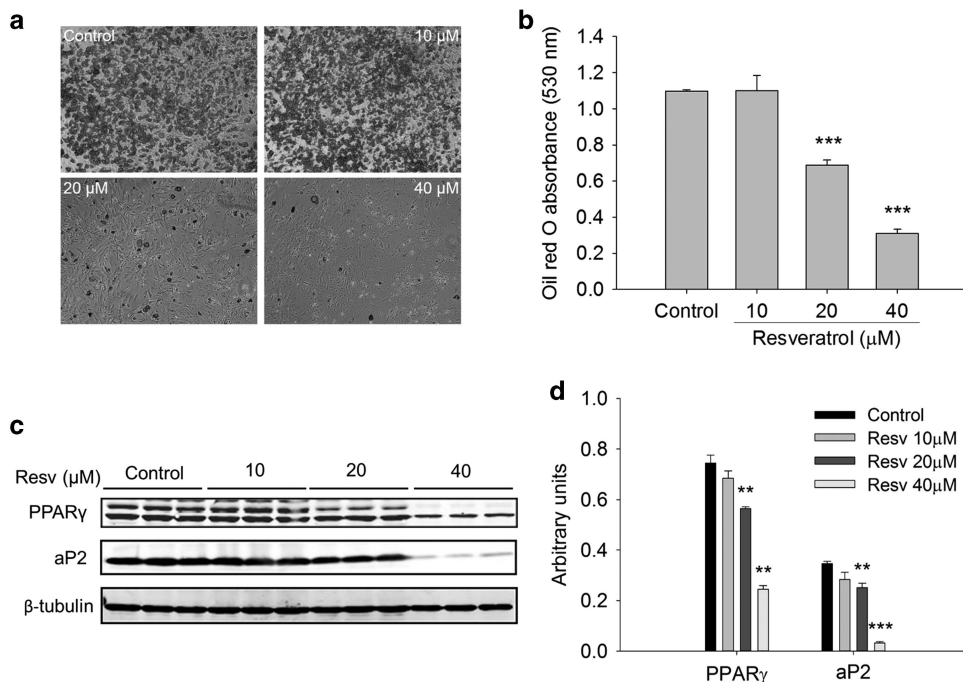 a
Control
10 µM
20 µM
40 µM
b
Oil red O absorbance (530 nm)
1.4
1.2
1.0
0.8
0.6
0.4
0.2
0.0
***
***
Control
10
20
40
Resveratrol (µM)
c
Resv (µM)
Control
10
20
40
PPARγ
aP2
β-tubulin
d
Arbitrary units
1.0
0.8
0.6
0.4
0.2
0.0
Control
Resv 10µM
Resv 20µM
Resv 40µM
**
**
**
***
PPARγ
aP2